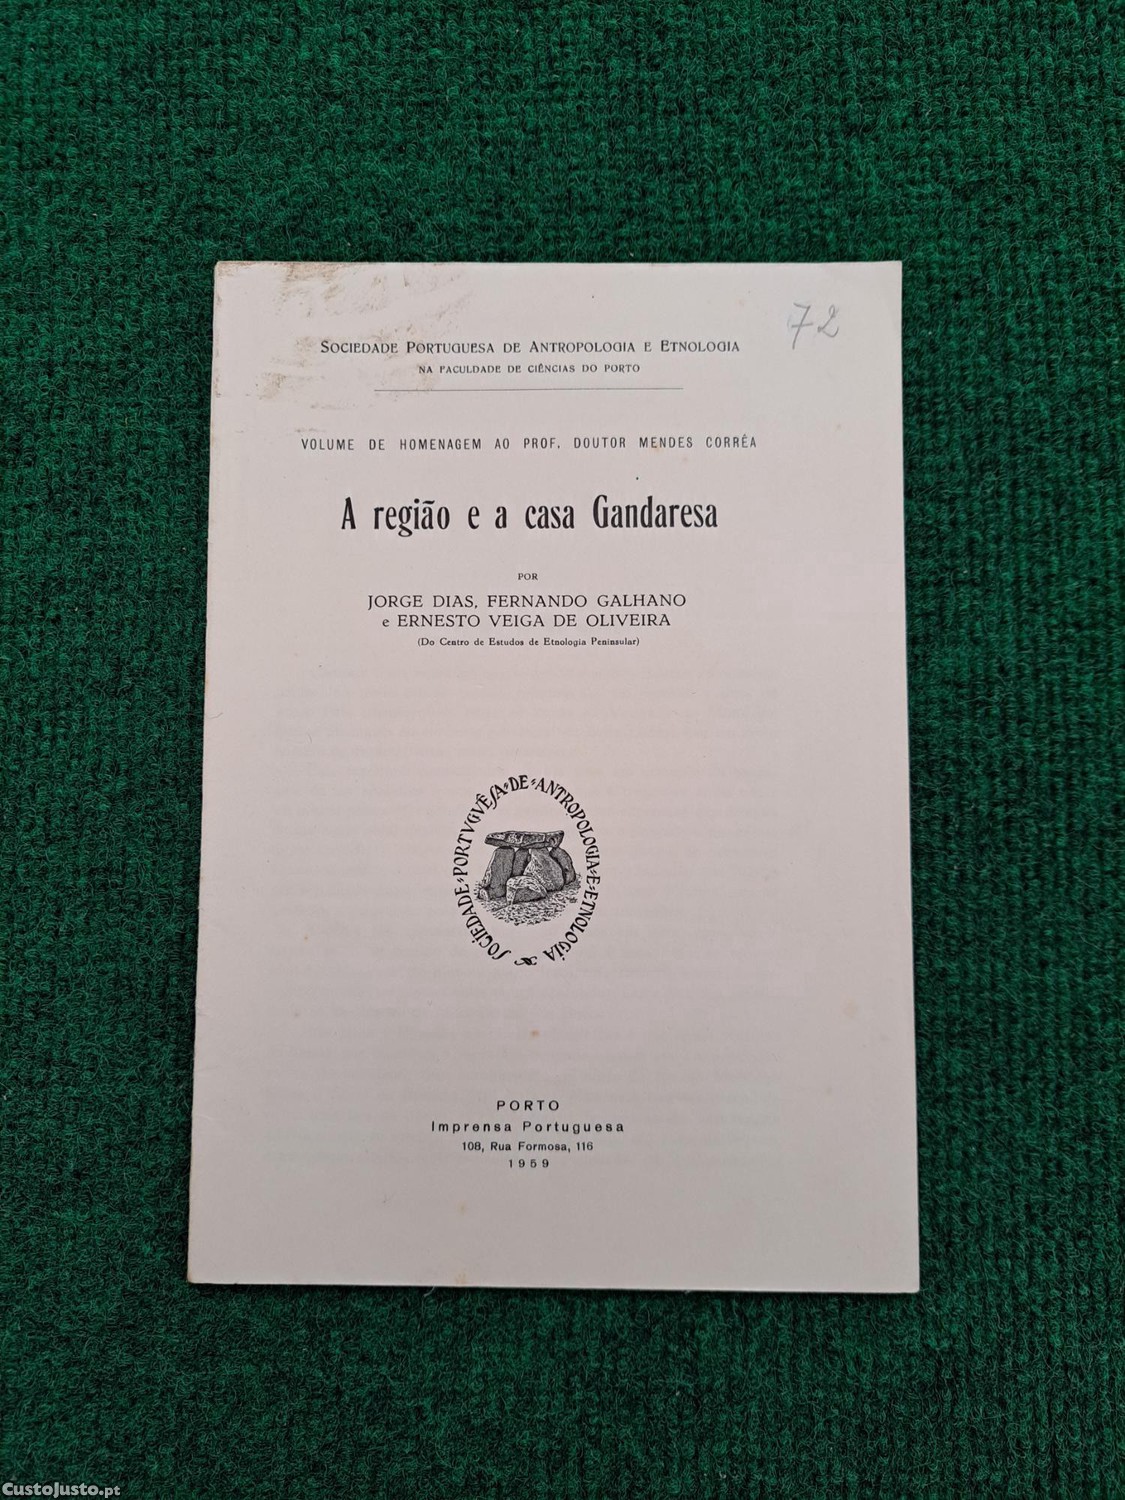 72
SOCIEDADE PORTUGUESA DE ANTROPOLOGIA E ETNOLOGIA
NA FACULDADE DE CIÊNCIAS DO PORTO
VOLUME DE HOMENAGEM AO PROF. DOUTOR MENDES CORRÊA
A região e a casa Gandaresa
POR
JORGE DIAS, FERNANDO GALHANO
e ERNESTO VEIGA DE OLIVEIRA
(Do Centro de Estudos de Etnologia Peninsular)
SOCIEDADE PORTVGVÊSA DE ANTROPOLOGIA E ETNOLOGIA
PORTO
Imprensa Portuguesa
108, Rua Formosa, 116
1959
CustoJusto.pt